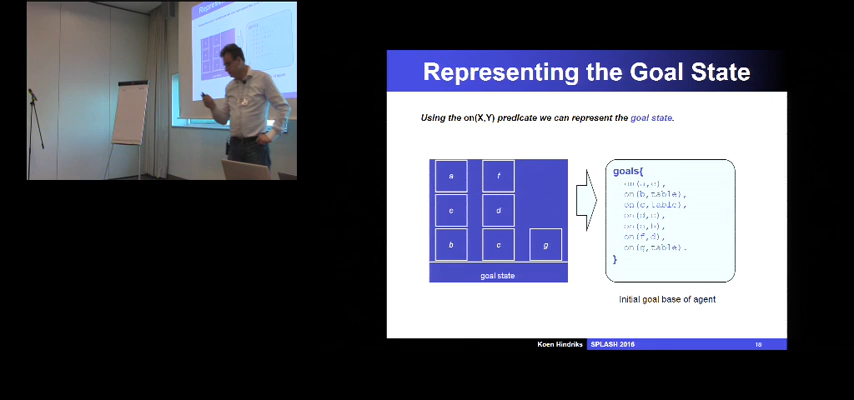 Representing the Goal State
Using the on(X,Y) predicate we can represent the goal state.
a f
e d
b c g
goal state
goals{
on(a,e),
on(b,table),
on(c,table),
on(d,c),
on(e,b),
on(f,d),
on(g,table).
}
Initial goal base of agent
Koen Hindriks SPLASH 2016 18